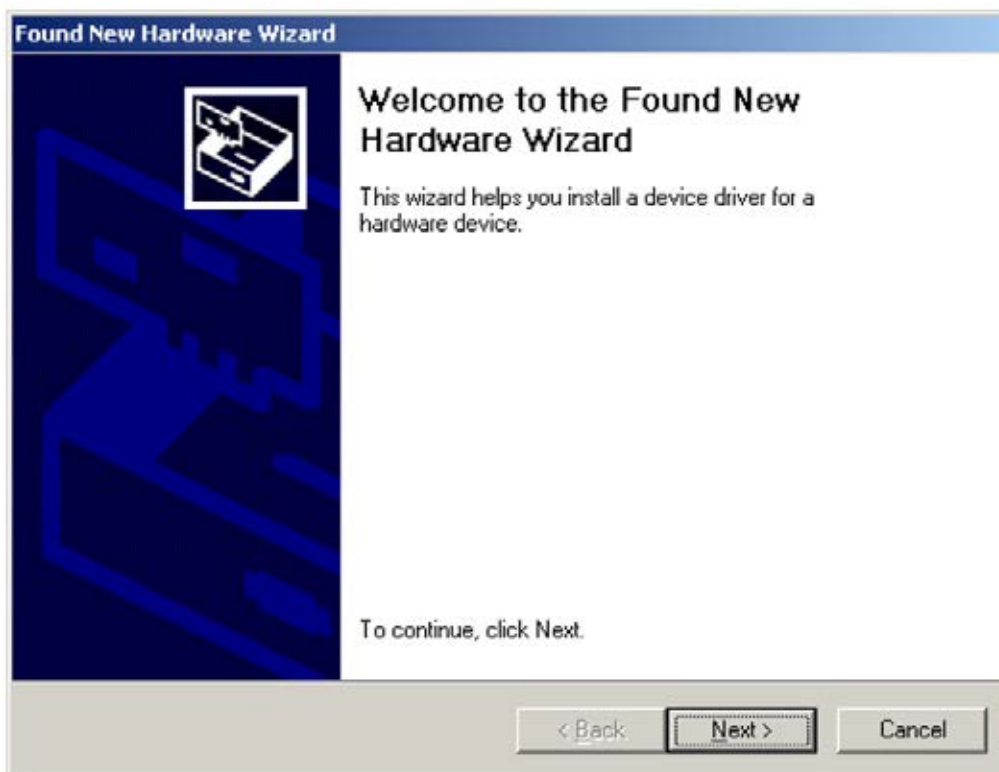 Found New Hardware Wizard
Welcome to the Found New
Hardware Wizard
This wizard helps you install a device driver for a
hardware device.
To continue, click Next.
< Back
Next >
Cancel